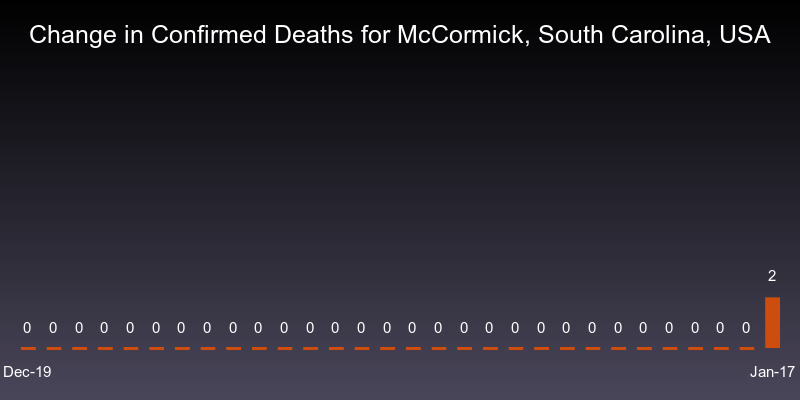 Change in Confirmed Deaths for McCormick, South Carolina, USA
2
0 0 0 0 0 0 0 0 0 0 0 0 0 0 0 0 0 0 0 0 0 0 0 0 0 0 0 0 0
Dec-19 Jan-17